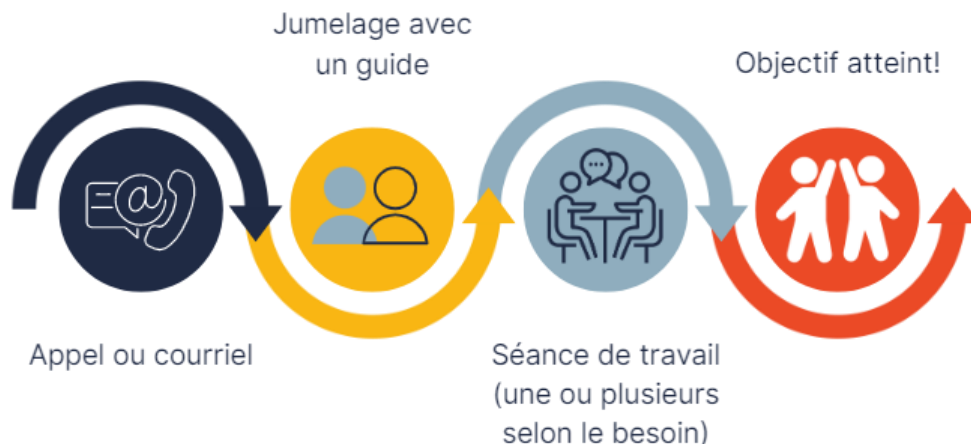 Jumelage avec
un guide
Objectif atteint!
@
Appel ou courriel
Séance de travail
(une ou plusieurs
selon le besoin)